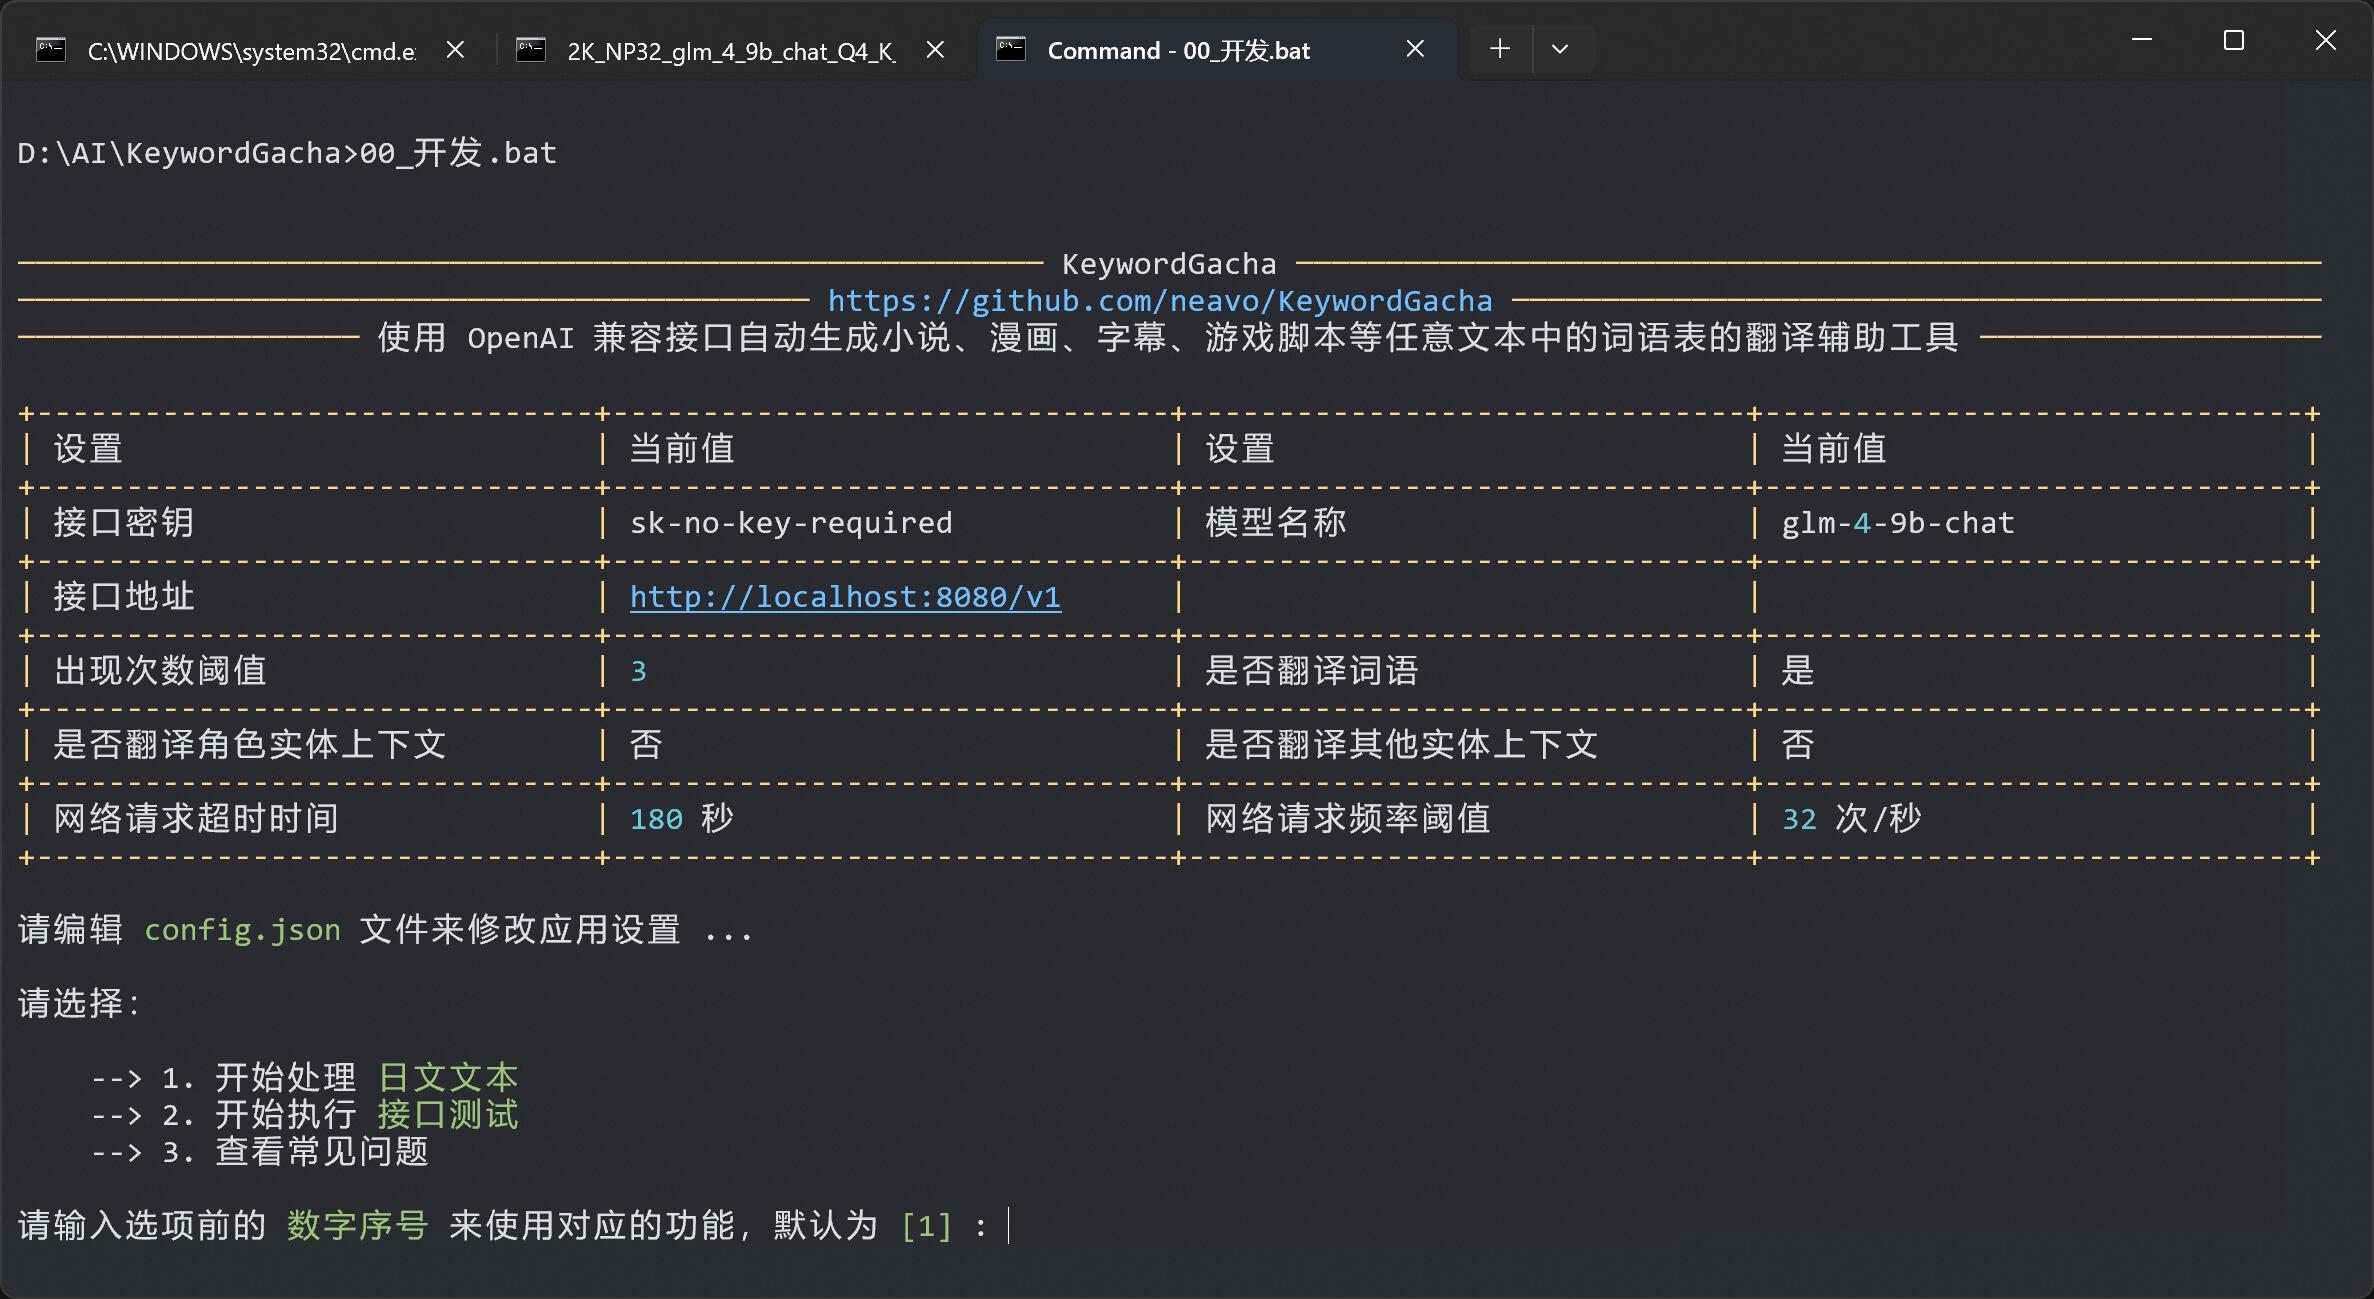 C:\WINDOWS\system32\cmd.e
2K_NP32_glm_4_9b_chat_Q4_K_
Command - 00_开发.bat
D:\AI\KeywordGacha>00_开发.bat
KeywordGacha
https://github.com/neavo/KeywordGacha
使用 OpenAI 兼容接口自动生成小说、漫画、字幕、游戏脚本等任意文本中的词语表的翻译辅助工具
设置 | 当前值 | 设置 | 当前值
接口密钥 | sk-no-key-required | 模型名称 | glm-4-9b-chat
接口地址 | http://localhost:8080/v1
出现次数阈值 | 3 | 是否翻译词语 | 是
是否翻译角色实体上下文 | 否 | 是否翻译其他实体上下文 | 否
网络请求超时时间 | 180 秒 | 网络请求频率阈值 | 32 次/秒
请编辑 config.json 文件来修改应用设置 ...
请选择:
--> 1. 开始处理 日文文本
--> 2. 开始执行 接口测试
--> 3. 查看常见问题
请输入选项前的 数字序号 来使用对应的功能, 默认为 [1] :